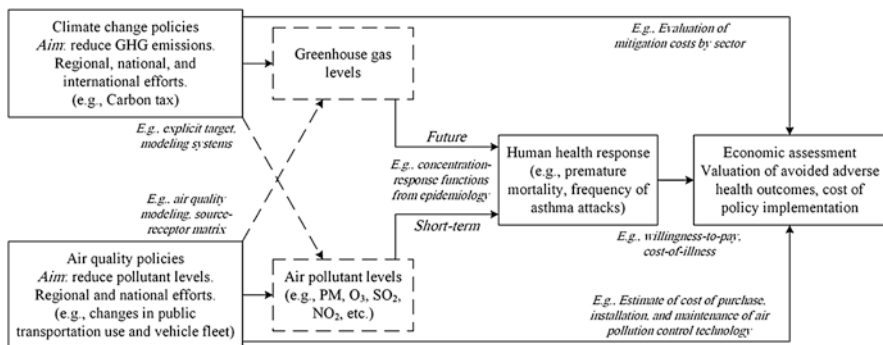 Climate change policies
Aim: reduce GHG emissions.
Regional, national, and
international efforts.
(e.g., Carbon tax)
Greenhouse gas
levels
E.g., Evaluation of
mitigation costs by sector
E.g., explicit target,
modeling systems
Future
E.g., concentration-
response functions
from epidemiology
Human health response
(e.g., premature
mortality, frequency of
asthma attacks)
Economic assessment
Valuation of avoided adverse
health outcomes, cost of
policy implementation
E.g., air quality
modeling, source-
receptor matrix
Short-term
E.g., willingness-to-pay,
cost-of-illness
Air quality policies
Aim: reduce pollutant levels.
Regional and national efforts.
(e.g., changes in public
transportation use and vehicle fleet)
Air pollutant levels
(e.g., PM, O₃, SO₂,
NO₂, etc.)
E.g., Estimate of cost of purchase,
installation, and maintenance of air
pollution control technology